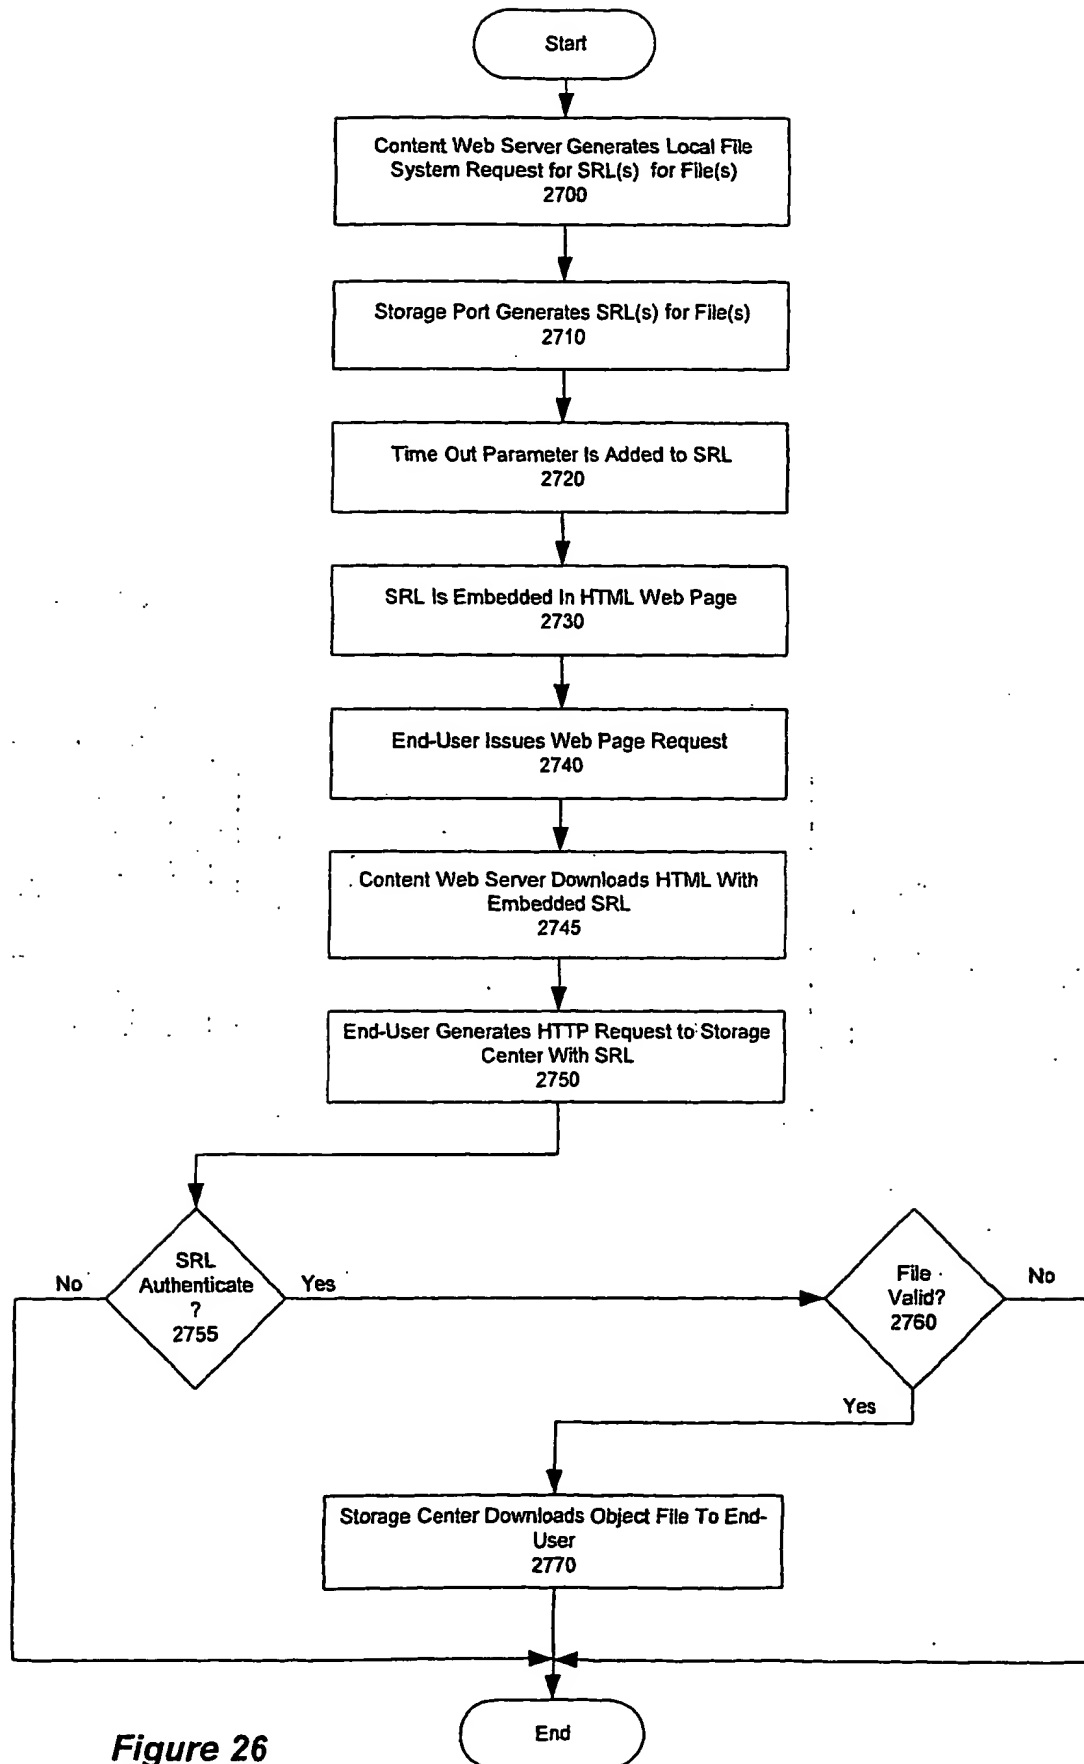 Start
Content Web Server Generates Local File
System Request for SRL(s) for File(s)
2700
Storage Port Generates SRL(s) for File(s)
2710
Time Out Parameter Is Added to SRL
2720
SRL Is Embedded In HTML Web Page
2730
End-User Issues Web Page Request
2740
Content Web Server Downloads HTML With
Embedded SRL
2745
End-User Generates HTTP Request to Storage
Center With SRL
2750
No
SRL
Authenticate
?
2755
Yes
File
Valid?
2760
No
Yes
Storage Center Downloads Object File To End-
User
2770
End
Figure 26